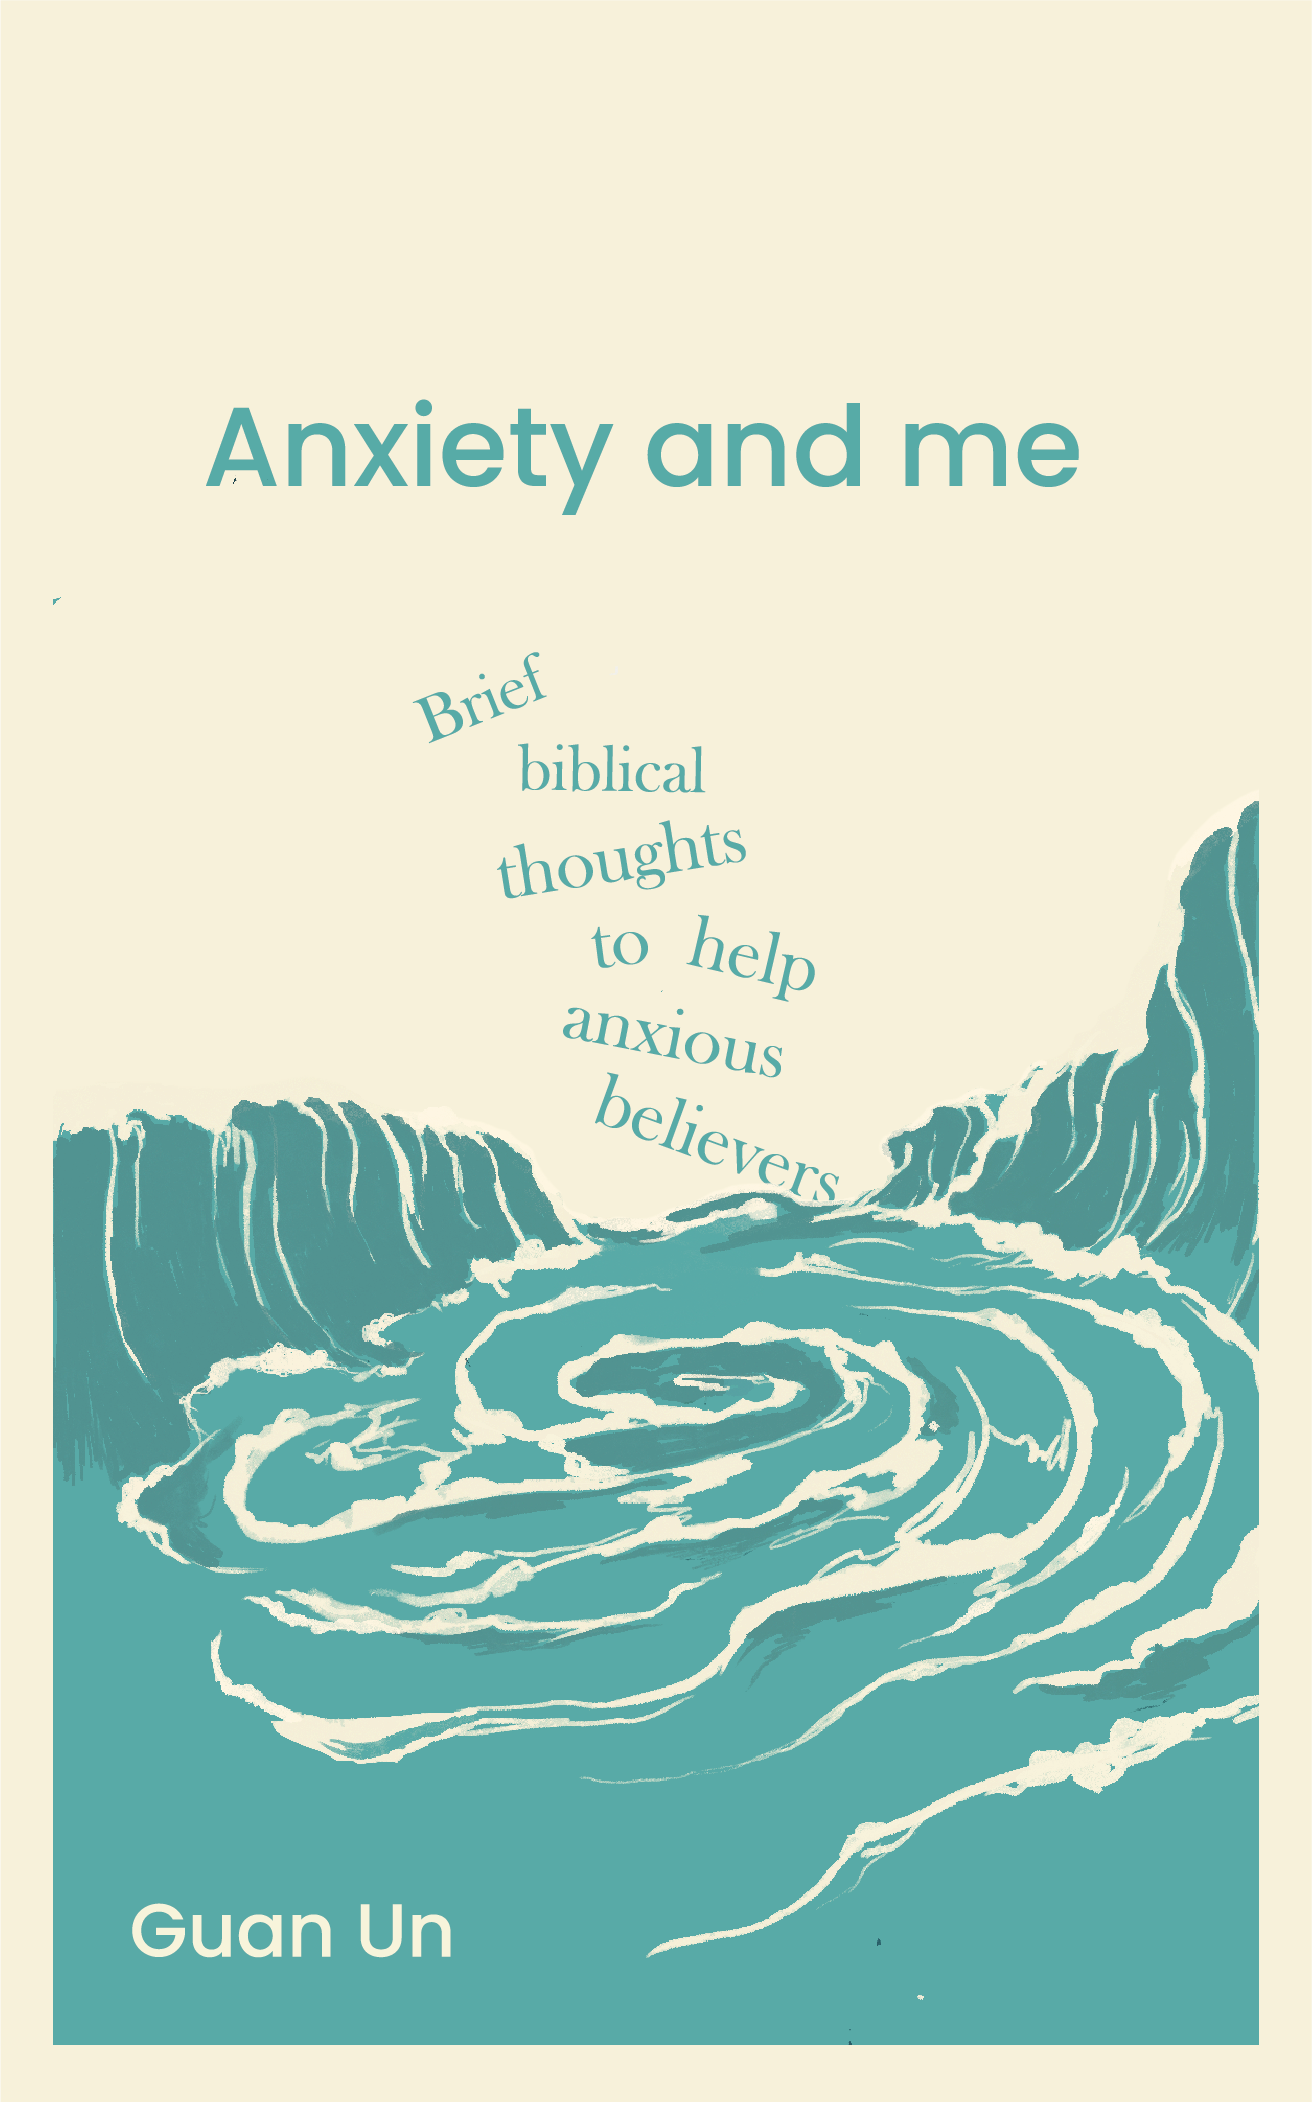 Anxiety and me
Brief
biblical
thoughts
to help
anxious
believers
Guan Un